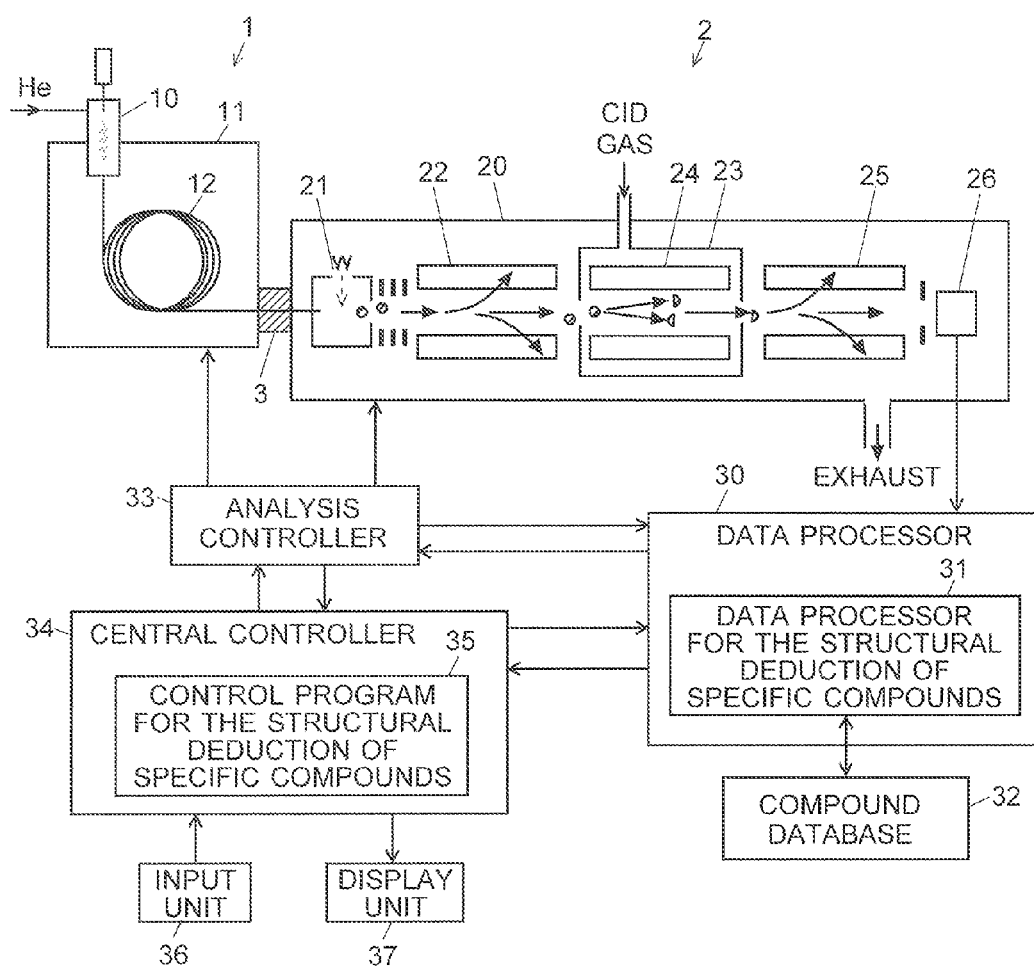 1
2
He
10
11
12
CID
GAS
20
21
22
24
23
25
26
3
EXHAUST
33
ANALYSIS
CONTROLLER
30
DATA PROCESSOR
31
DATA PROCESSOR
FOR THE STRUCTURAL
DEDUCTION OF
SPECIFIC COMPOUNDS
34
CENTRAL CONTROLLER
35
CONTROL PROGRAM
FOR THE STRUCTURAL
DEDUCTION OF
SPECIFIC COMPOUNDS
COMPOUND
DATABASE
32
INPUT
UNIT
36
DISPLAY
UNIT
37